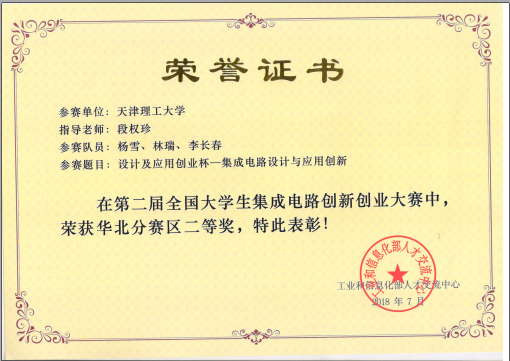 荣誉证书
参赛单位：天津理工大学
指导老师：段权珍
参赛队员：杨雪、林瑞、李长春
参赛题目：设计及应用创业杯—集成电路设计与应用创新
在第二届全国大学生集成电路创新创业大赛中，
荣获华北分赛区二等奖，特此表彰！
工业和信息化部人才交流中心
工业和信息化部人才交流中心
2018 年 7 月